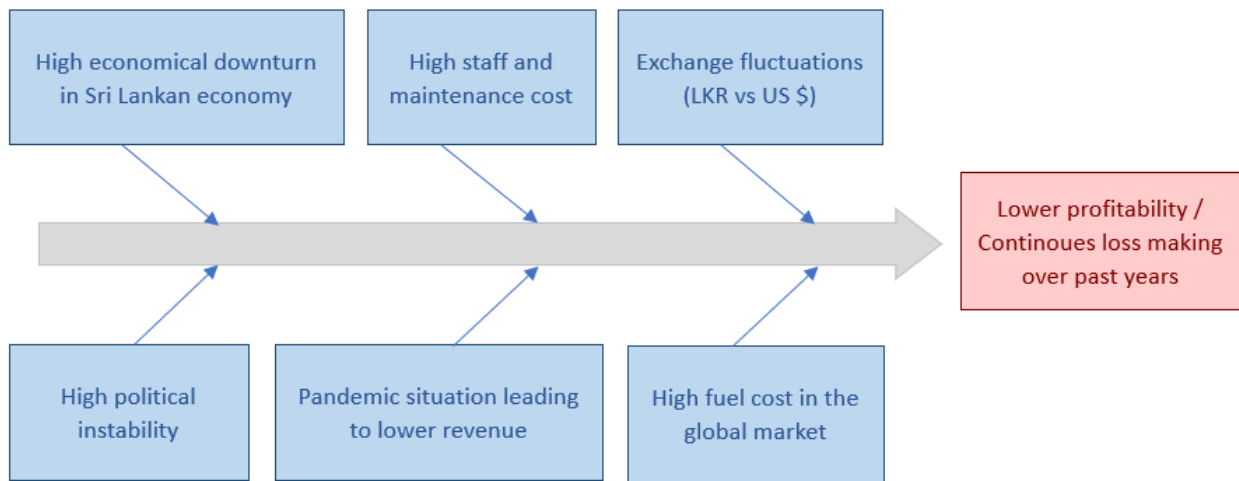 High economical downturn
in Sri Lankan economy
High staff and
maintenance cost
Exchange fluctuations
(LKR vs US $)
Lower profitability /
Continoues loss making
over past years
High political
instability
Pandemic situation leading
to lower revenue
High fuel cost in the
global market